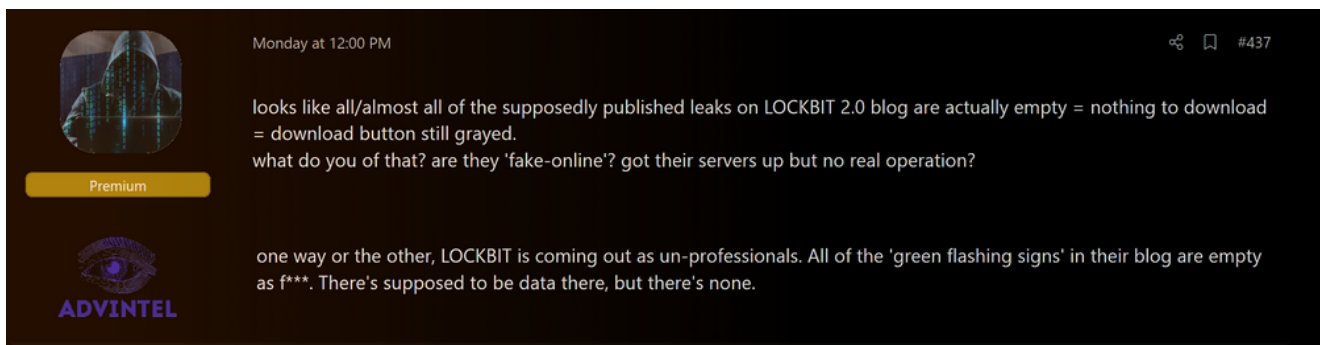 Monday at 12:00 PM
#437
looks like all/almost all of the supposedly published leaks on LOCKBIT 2.0 blog are actually empty = nothing to download
= download button still grayed.
what do you of that? are they 'fake-online'? got their servers up but no real operation?
Premium
one way or the other, LOCKBIT is coming out as un-professionals. All of the 'green flashing signs' in their blog are empty
as f***. There's supposed to be data there, but there's none.
ADVINTEL